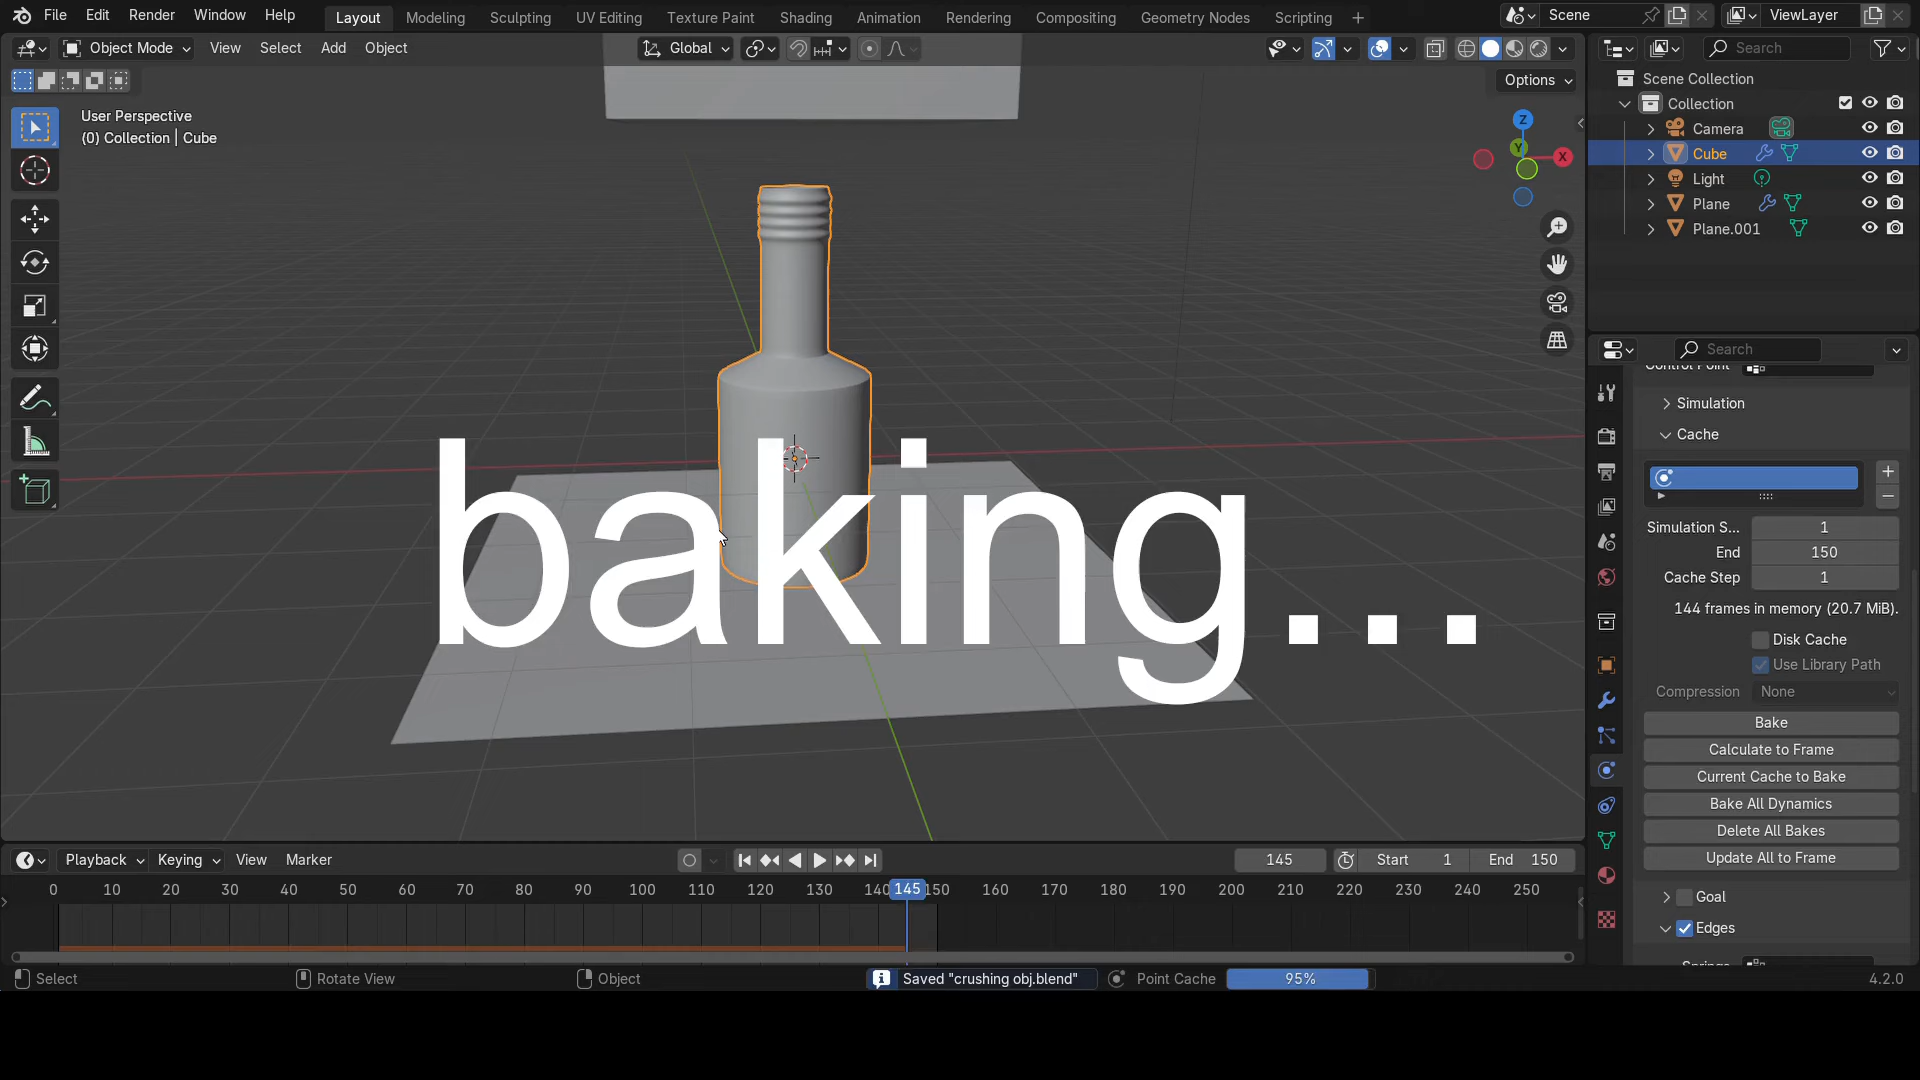 File Edit Render Window Help Layout Modeling Sculpting UV Editing Texture Paint Shading Animation Rendering Compositing Geometry Nodes Scripting Scene ViewLayer
Object Mode View Select Add Object Global Search
Options
User Perspective
(0) Collection | Cube
Z
Y
X
Scene Collection
Collection
Camera
Cube
Light
Plane
Plane.001
Search
Control Point
Simulation
Cache
Simulation S... 1
End 150
Cache Step 1
144 frames in memory (20.7 MiB).
Disk Cache
Use Library Path
Compression None
Bake
Calculate to Frame
Current Cache to Bake
Bake All Dynamics
Delete All Bakes
Update All to Frame
Goal
Edges
Springs
baking...
Playback Keying View Marker 145 Start 1 End 150
0 10 20 30 40 50 60 70 80 90 100 110 120 130 140 145 150 160 170 180 190 200 210 220 230 240 250
Select Rotate View Object Saved "crushing obj.blend" Point Cache 95% 4.2.0